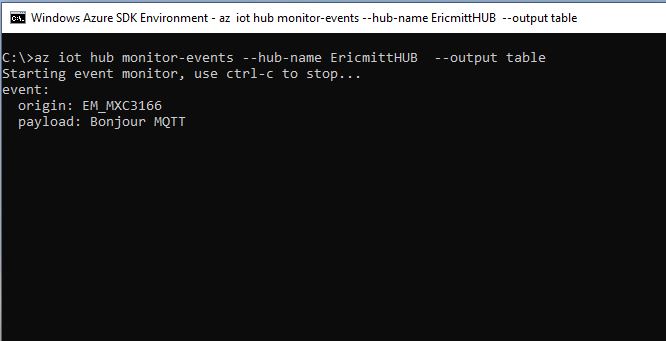 Windows Azure SDK Environment - az  iot hub monitor-events --hub-name EricmittHUB  --output table
C:\>az iot hub monitor-events --hub-name EricmittHUB  --output table
Starting event monitor, use ctrl-c to stop...
event:
  origin: EM_MXC3166
  payload: Bonjour MQTT